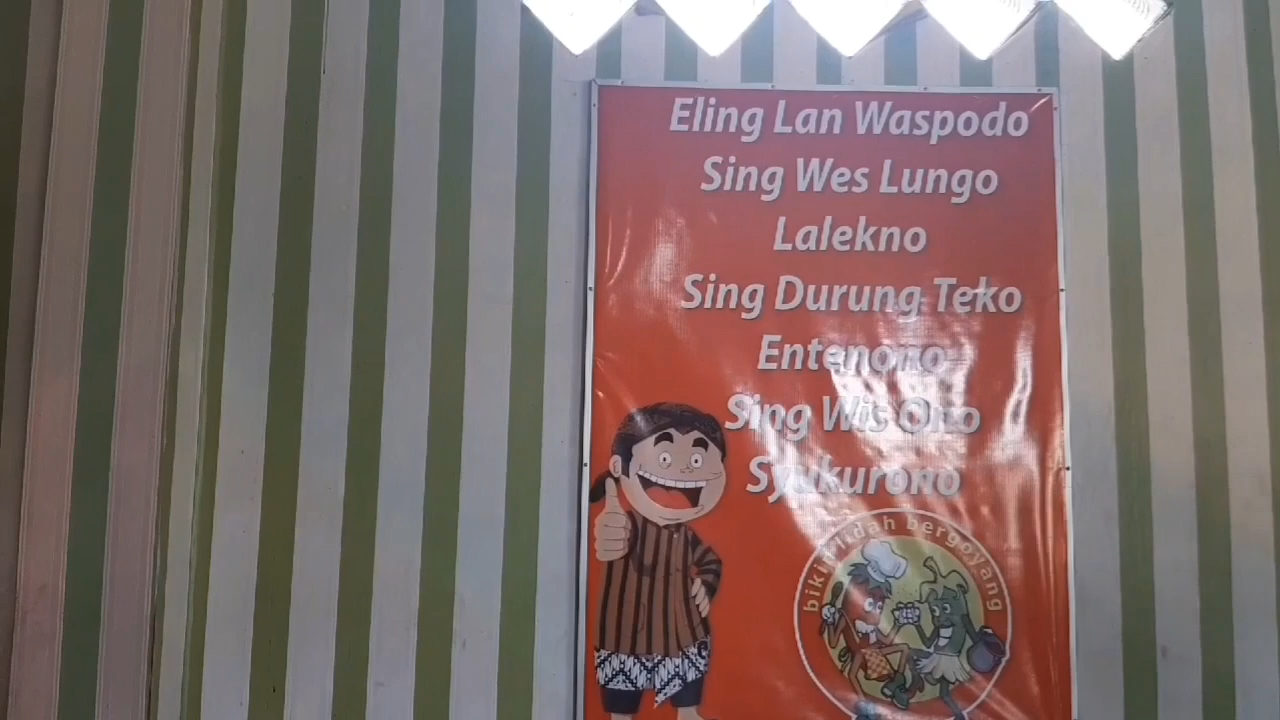 Eling Lan Waspodo
Sing Wes Lungo
Lalekno
Sing Durung Teko
Entenono
Sing Wis Ono
Syukurono
bikin lidah bergoyang